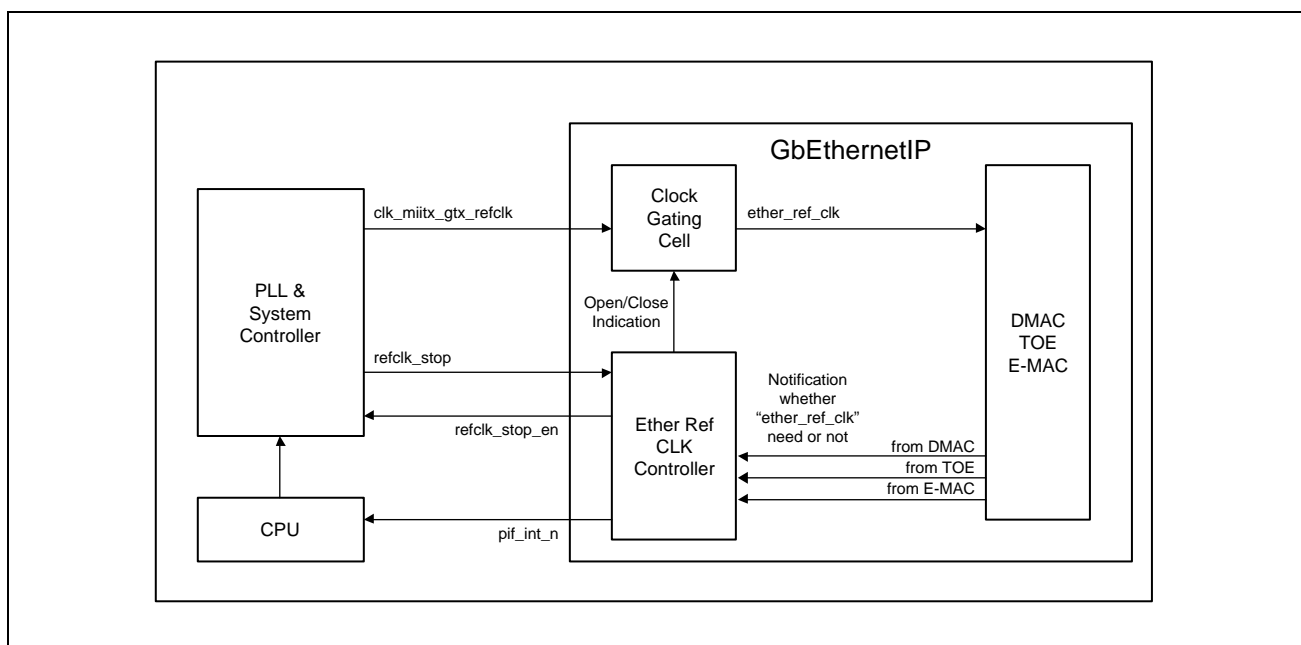 GbEthernetIP
PLL &
System
Controller
clk_miitx_gtx_refclk
Clock
Gating
Cell
ether_ref_clk
DMAC
TOE
E-MAC
Open/Close
Indication
refclk_stop
refclk_stop_en
Ether Ref
CLK
Controller
Notification
whether
“ether_ref_clk”
need or not
from DMAC
from TOE
from E-MAC
CPU
pif_int_n